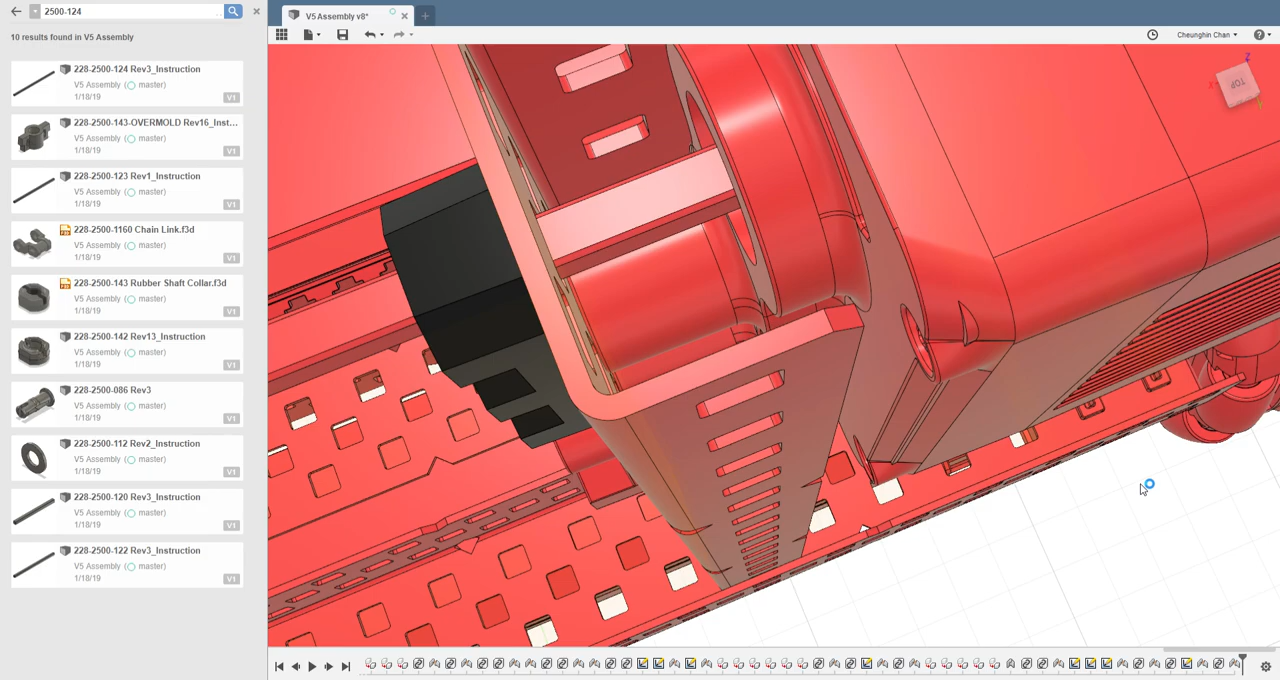 2500-124
10 results found in V5 Assembly
228-2500-124 Rev3_Instruction
V5 Assembly (master)
1/18/19
V1
228-2500-143-OVERMOLD Rev16_Inst...
V5 Assembly (master)
1/18/19
V1
228-2500-123 Rev1_Instruction
V5 Assembly (master)
1/18/19
V1
228-2500-1160 Chain Link.f3d
V5 Assembly (master)
1/18/19
V1
228-2500-143 Rubber Shaft Collar.f3d
V5 Assembly (master)
1/18/19
V1
228-2500-142 Rev13_Instruction
V5 Assembly (master)
1/18/19
V1
228-2500-086 Rev3
V5 Assembly (master)
1/18/19
V1
228-2500-112 Rev2_Instruction
V5 Assembly (master)
1/18/19
V1
228-2500-120 Rev3_Instruction
V5 Assembly (master)
1/18/19
V1
228-2500-122 Rev3_Instruction
V5 Assembly (master)
1/18/19
V1
V5 Assembly v8*
Cheunghin Chan
Z
X
TOP